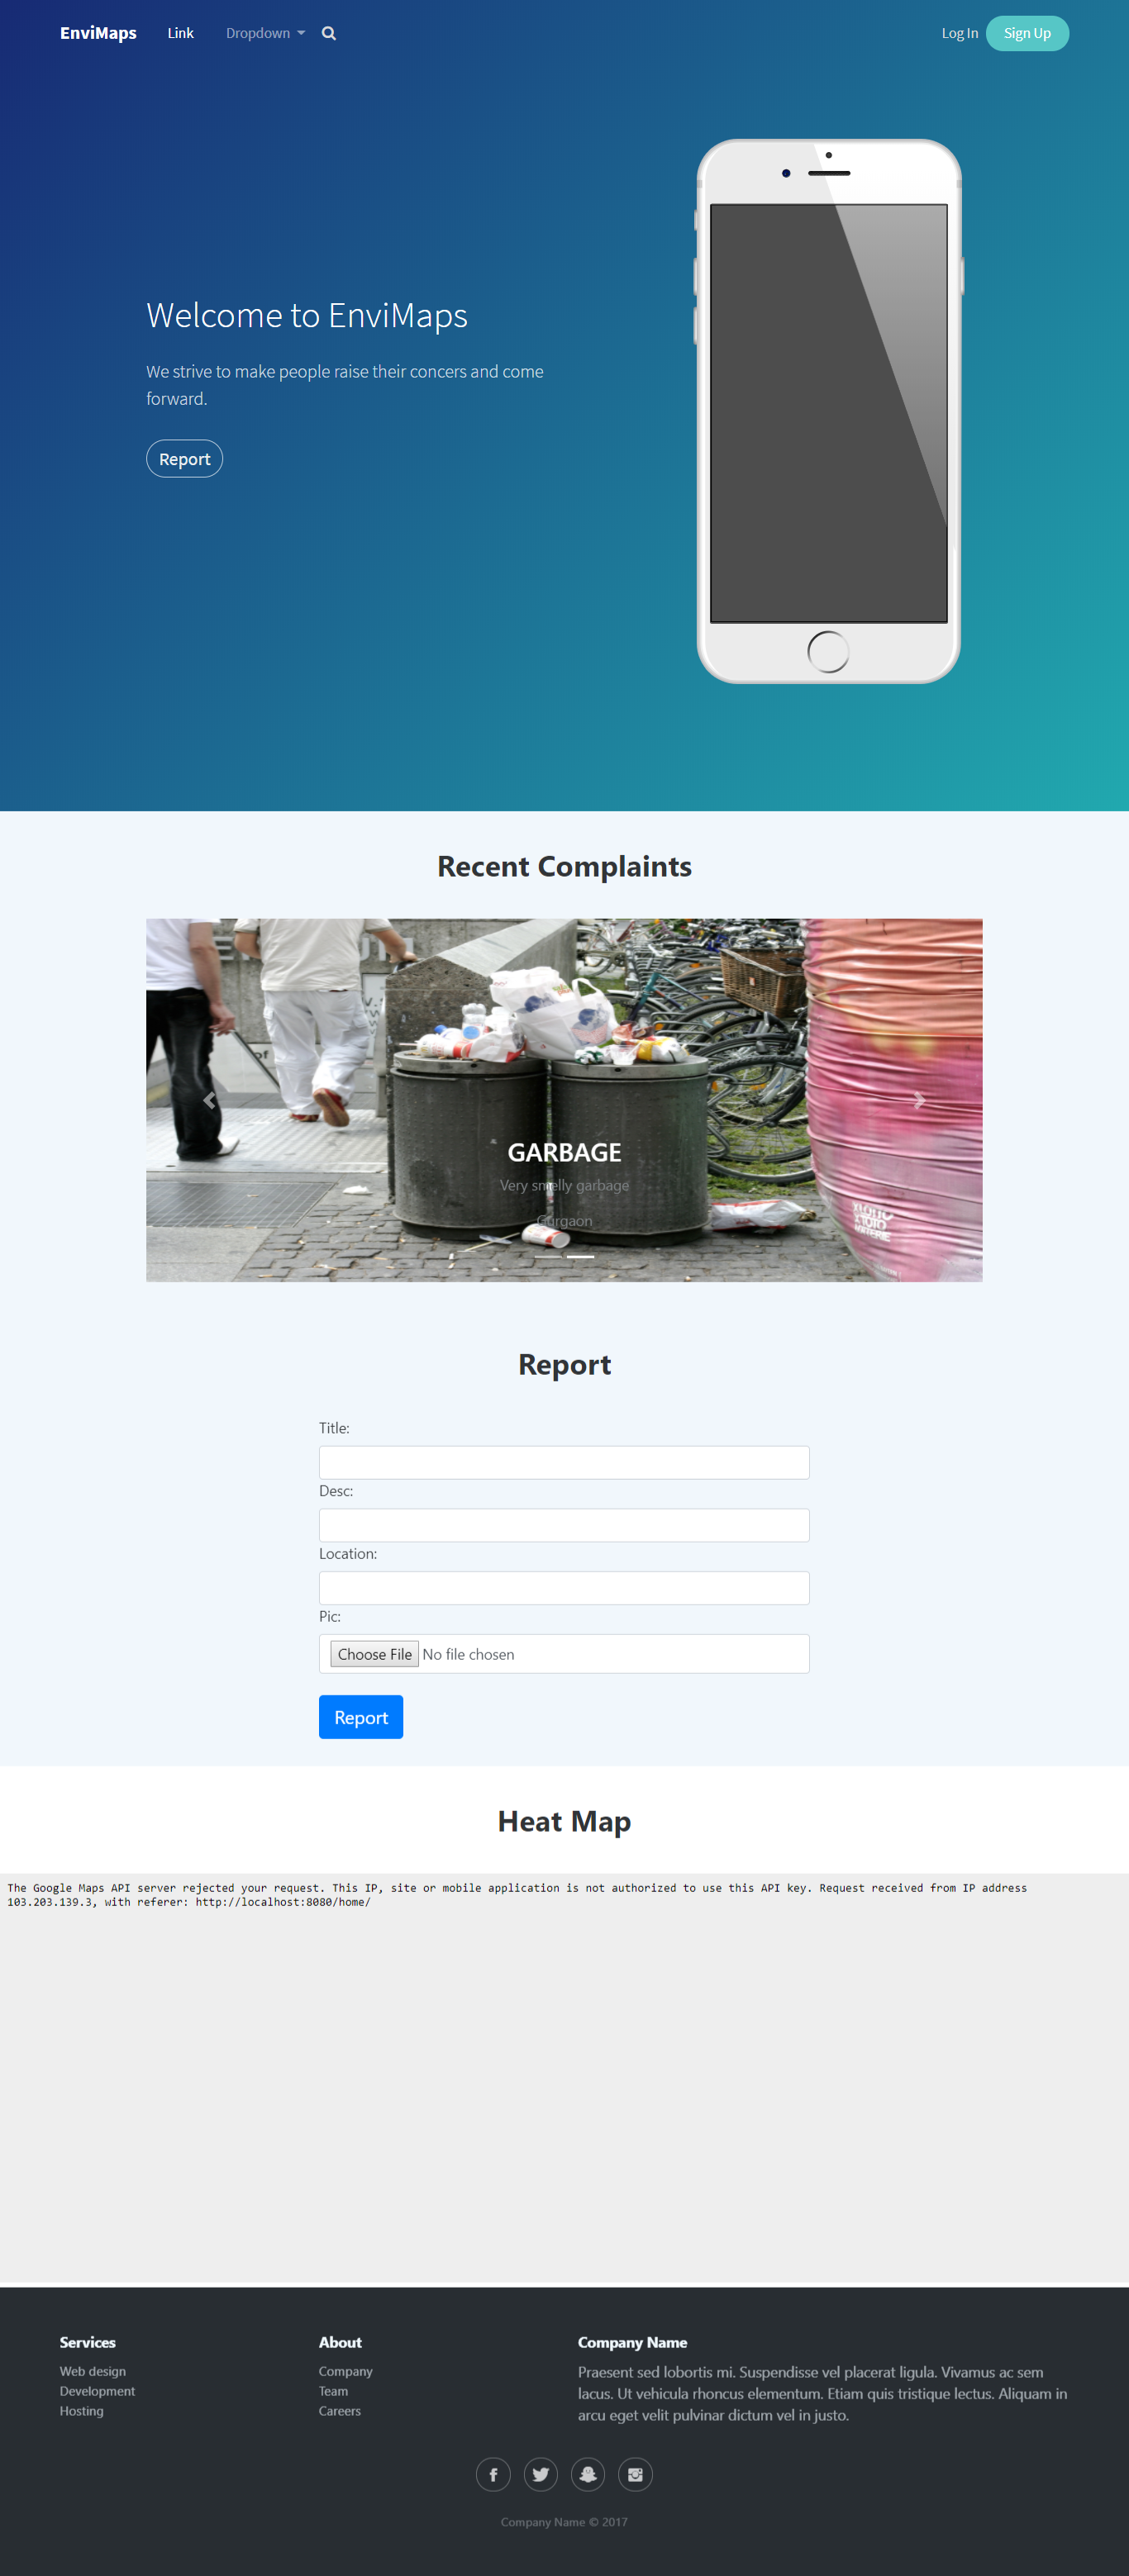 EnviMaps Link Dropdown Log In Sign Up
Welcome to EnviMaps
We strive to make people raise their concers and come
forward.
Report
Recent Complaints
GARBAGE
Very smelly garbage
Gurgaon
Report
Title:
Desc:
Location:
Pic:
Choose File No file chosen
Report
Heat Map
The Google Maps API server rejected your request. This IP, site or mobile application is not authorized to use this API key. Request received from IP address
103.203.139.3, with referer: http://localhost:8080/home/
Services
Web design
Development
Hosting
About
Company
Team
Careers
Company Name
Praesent sed lobortis mi. Suspendisse vel placerat ligula. Vivamus ac sem
lacus. Ut vehicula rhoncus elementum. Etiam quis tristique lectus. Aliquam in
arcu eget velit pulvinar dictum vel in justo.
Company Name © 2017